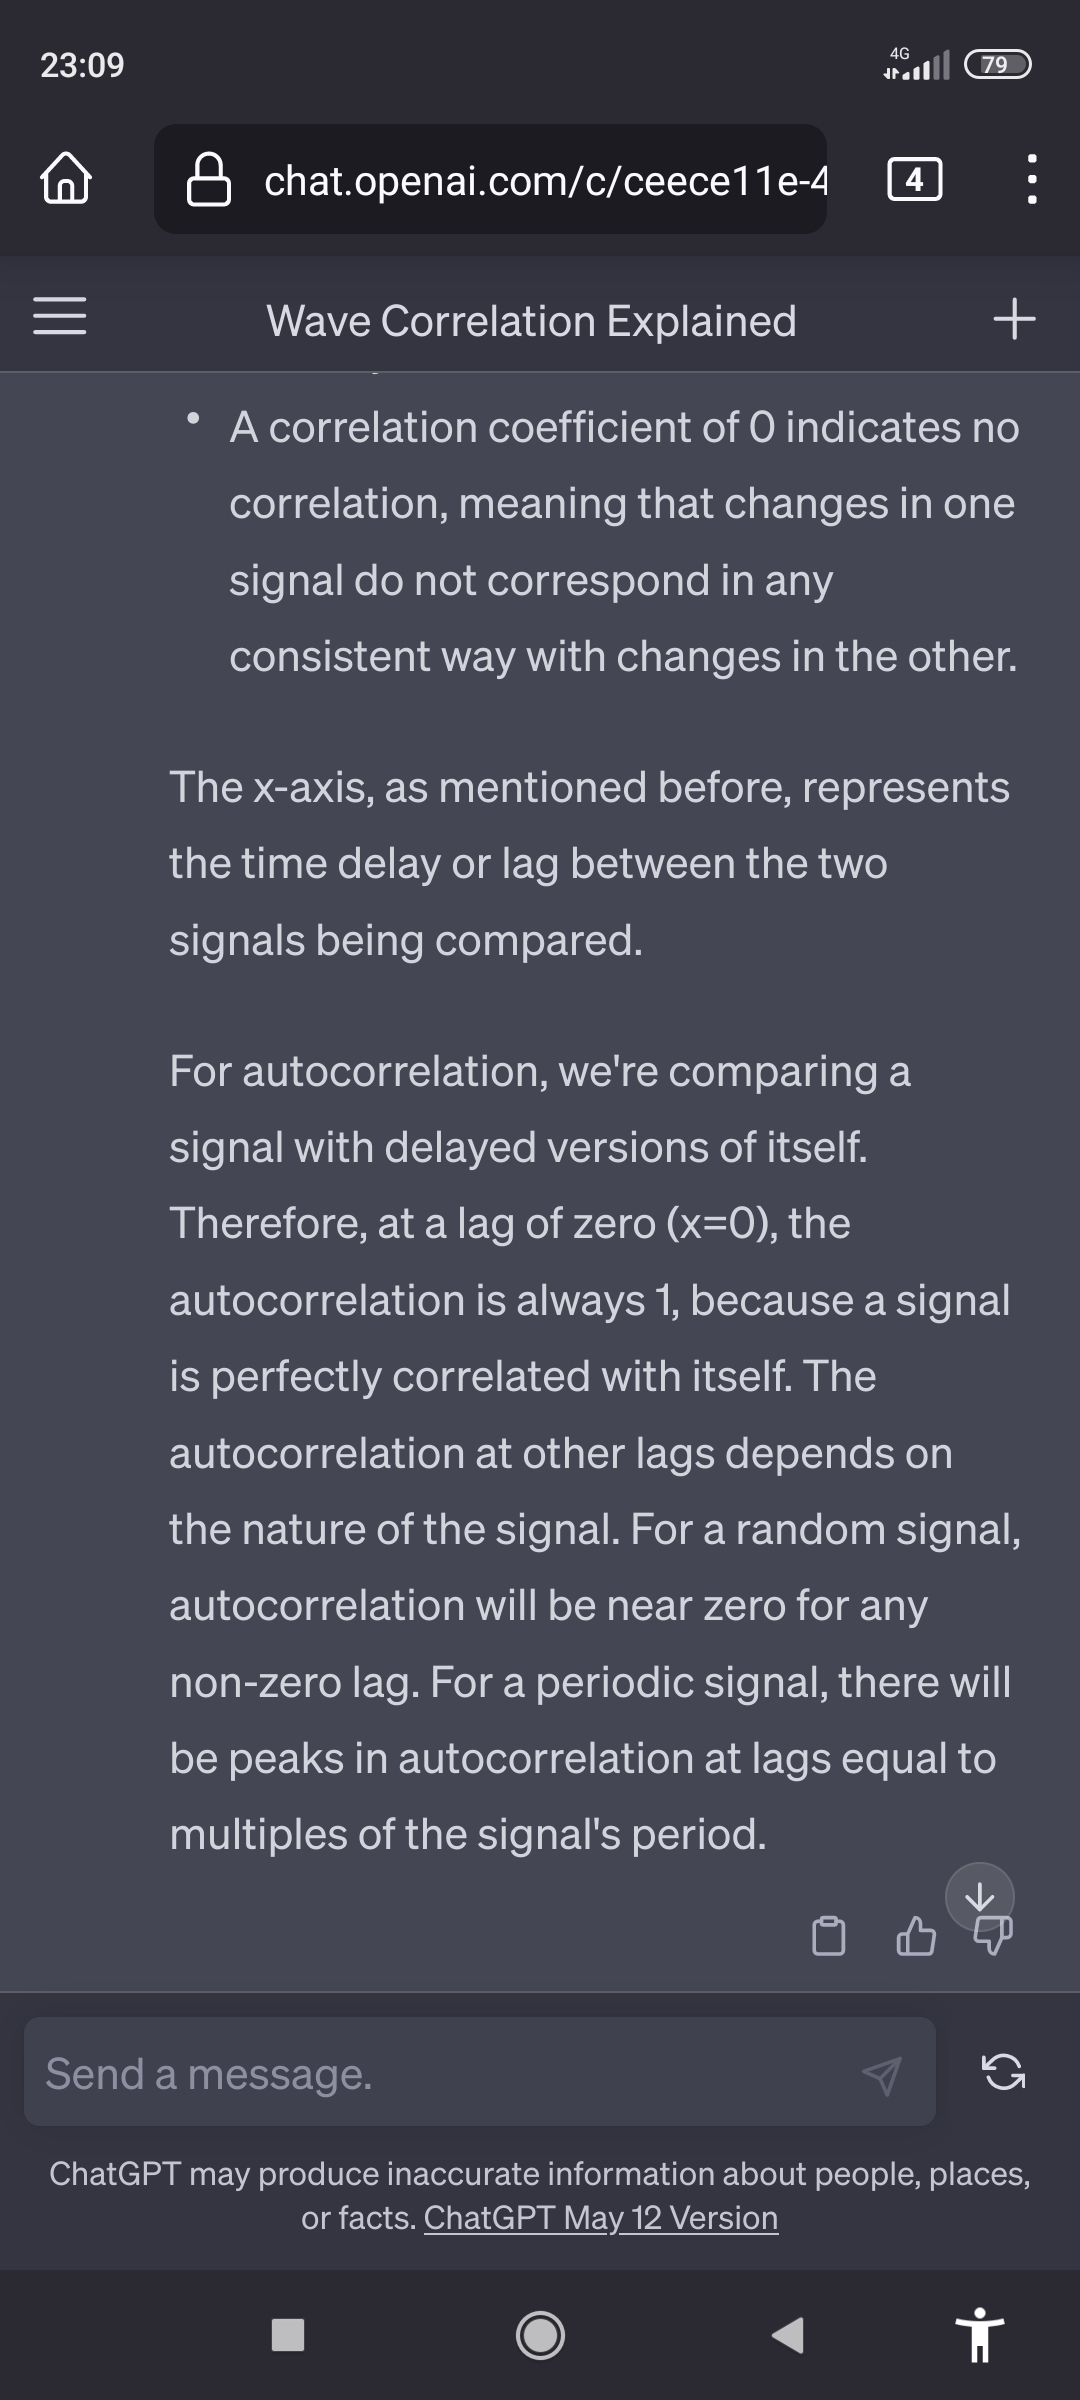 23:09
4G
79
chat.openai.com/c/ceece11e-4
4
Wave Correlation Explained
• A correlation coefficient of 0 indicates no
correlation, meaning that changes in one
signal do not correspond in any
consistent way with changes in the other.
The x-axis, as mentioned before, represents
the time delay or lag between the two
signals being compared.
For autocorrelation, we're comparing a
signal with delayed versions of itself.
Therefore, at a lag of zero (x=0), the
autocorrelation is always 1, because a signal
is perfectly correlated with itself. The
autocorrelation at other lags depends on
the nature of the signal. For a random signal,
autocorrelation will be near zero for any
non-zero lag. For a periodic signal, there will
be peaks in autocorrelation at lags equal to
multiples of the signal's period.
Send a message.
ChatGPT may produce inaccurate information about people, places,
or facts. ChatGPT May 12 Version